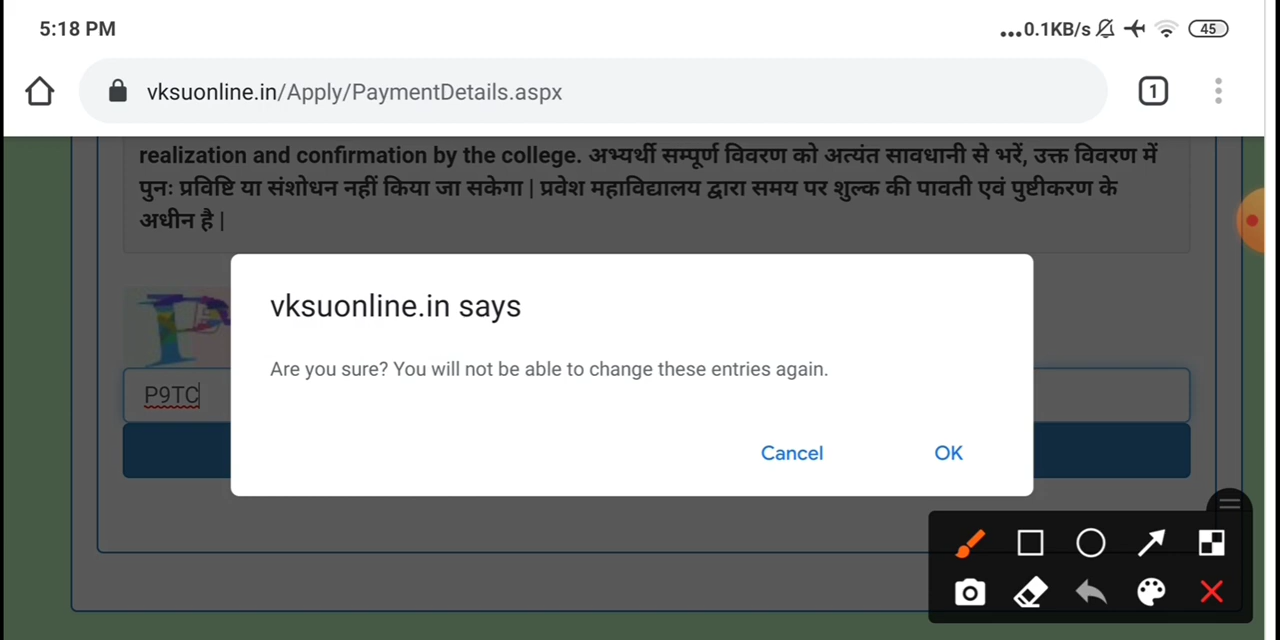 5:18 PM
...0.1KB/s
45
vksuonline.in/Apply/PaymentDetails.aspx
1
realization and confirmation by the college. अभ्यर्थी सम्पूर्ण विवरण को अत्यंत सावधानी से भरें, उक्त विवरण में
पुनः प्रविष्टि या संशोधन नहीं किया जा सकेगा | प्रवेश महाविद्यालय द्वारा समय पर शुल्क की पावती एवं पुष्टीकरण के
अधीन है |
vksuonline.in says
Are you sure? You will not be able to change these entries again.
P
P9TC
Cancel
OK